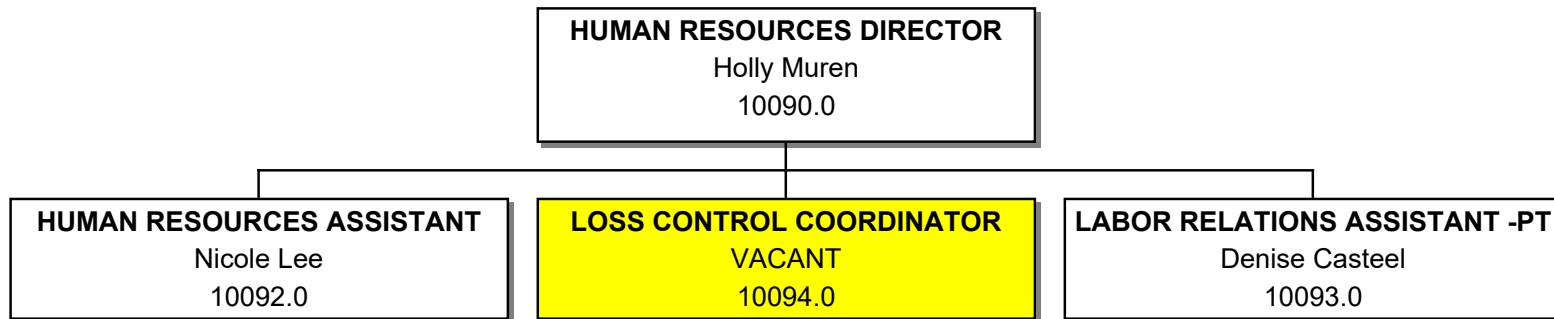 HUMAN RESOURCES DIRECTOR
Holly Muren
10090.0
HUMAN RESOURCES ASSISTANT
Nicole Lee
10092.0
LOSS CONTROL COORDINATOR
VACANT
10094.0
LABOR RELATIONS ASSISTANT -PT
Denise Casteel
10093.0